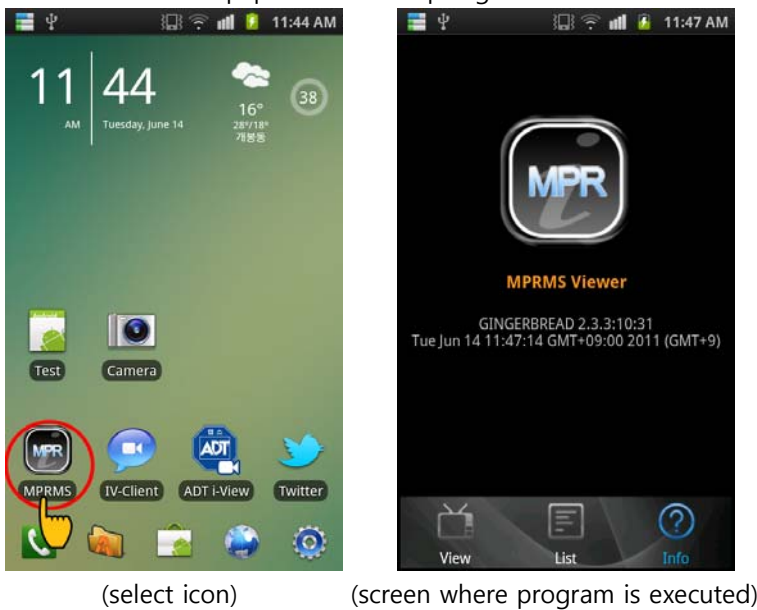 11:44 AM
11 44
AM Tuesday, June 14
16°
28°/18°
개봉동
38
Test Camera
MPR
MPRMS IV-Client ADT i-View Twitter
ADT
(select icon)
11:47 AM
MPR
MPRMS Viewer
GINGERBREAD 2.3.3:10:31
Tue Jun 14 11:47:14 GMT+09:00 2011 (GMT+9)
View List Info
(screen where program is executed)